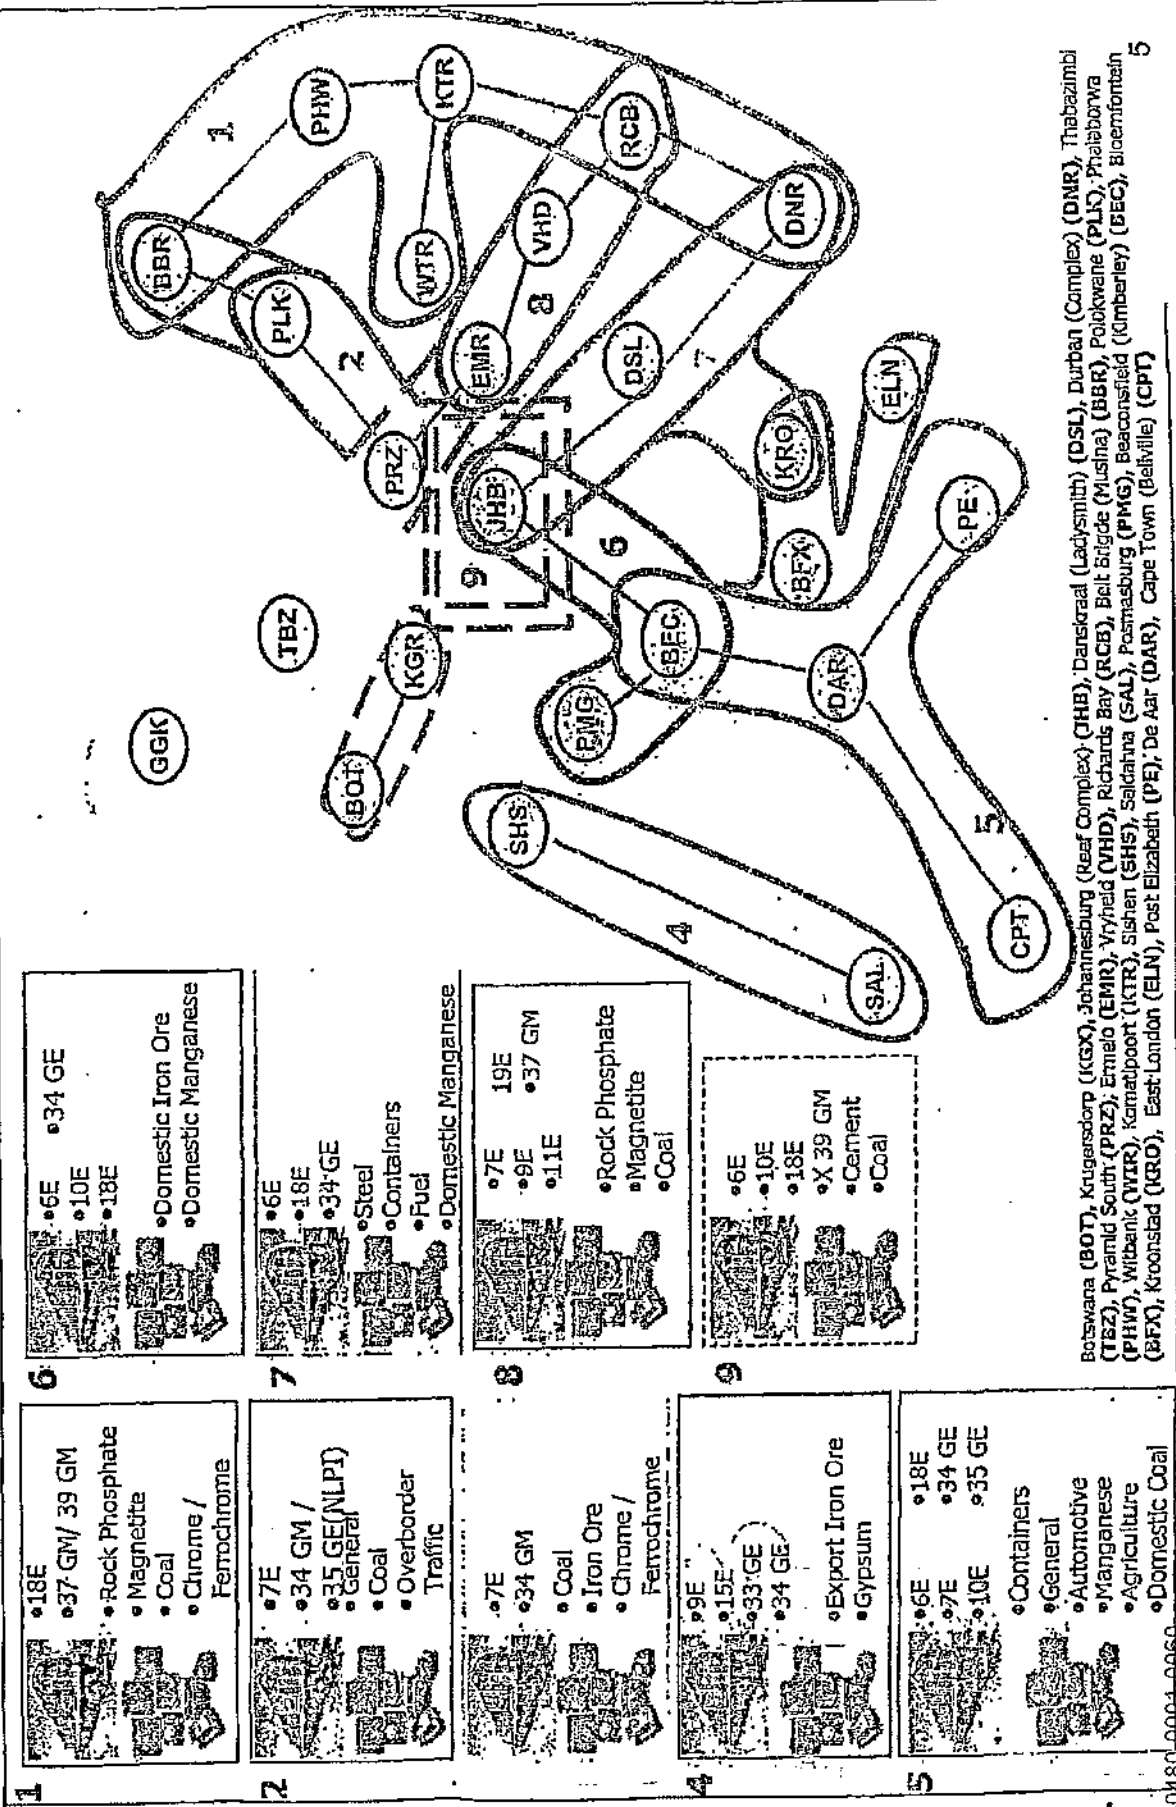 1
•18E
•37 GM/ 39 GM
•Rock Phosphate
•Magnetite
•Coal
•Chrome /
Ferrochrome
2
•7E
•34 GM /
•35 GE(NLPI)
•General
•Coal
•Overborder
Traffic
•7E
•34 GM
•Coal
•Iron Ore
•Chrome /
Ferrochrome
4
•9E
•15E
•33 GE
•34 GE
•Export Iron Ore
•Gypsum
5
•6E
•7E
•10E
•18E
•34 GE
•35 GE
•Containers
•General
•Automotive
•Manganese
•Agriculture
•Domestic Coal
6
•6E
•10E
•18E
•34 GE
•Domestic Iron Ore
•Domestic Manganese
7
•6E
•18E
•34 GE
•Steel
•Containers
•Fuel
•Domestic Manganese
8
•7E
•9E
•11E
19E
•37 GM
•Rock Phosphate
•Magnetite
•Coal
9
•6E
•10E
•18E
•X 39 GM
•Cement
•Coal
GGK
TBZ
BOT
KGR
PRZ
PLK
BBR
PHW
KTR
WTR
1
2
9
JHB
EMR
8
VHD
RCB
DSL
7
DNR
SHS
4
SAL
PMG
BEC
6
BFX
KRO
ELN
DAR
PE
5
CPT
Botswana (BOT), Krugersdorp (KGX), Johannesburg (Reef Complex) (JHB), Danskraal (Ladysmith) (DSL), Durban (Complex) (DNR), Thabazimbi
(TBZ), Pyramid South (PRZ), Ermelo (EMR), Vryheid (VHD), Richards Bay (RCB), Beit Brigde (Musina) (BBR), Polokwane (PLK), Phalaborwa
(PHW), Witbank (WTR), Komatipoort (KTR), Sishen (SHS), Saldahna (SAL), Postmasburg (PMG), Beaconsfield (Kimberley) (BEC), Bloemfontein
(BFX), Kroonstad (KRO), East-London (ELN), Post Elizabeth (PE), De Aar (DAR), Cape Town (Bellville) (CPT)
5